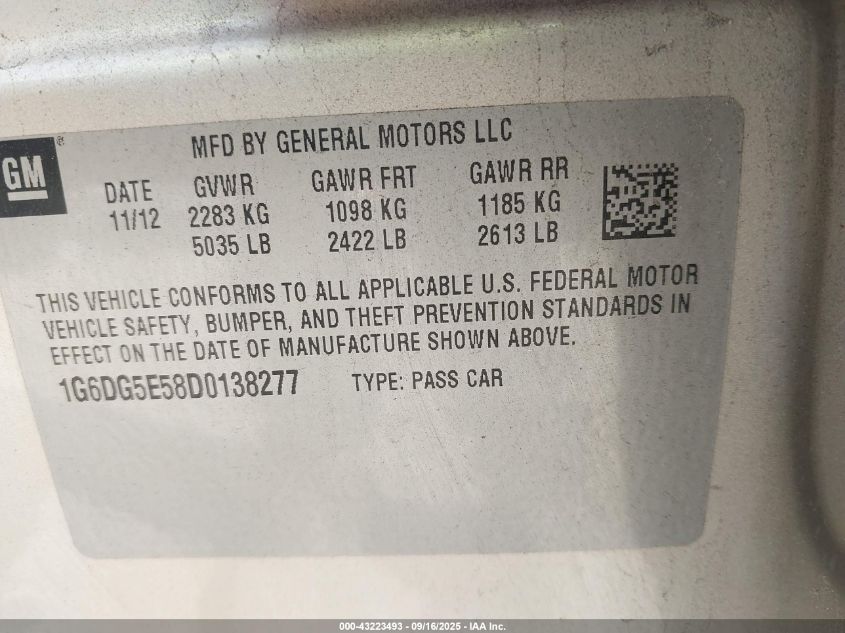 MFD BY GENERAL MOTORS LLC
GM®
DATE GVWR GAWR FRT GAWR RR
11/12 2283 KG 1098 KG 1185 KG
5035 LB 2422 LB 2613 LB
THIS VEHICLE CONFORMS TO ALL APPLICABLE U.S. FEDERAL MOTOR
VEHICLE SAFETY, BUMPER, AND THEFT PREVENTION STANDARDS IN
EFFECT ON THE DATE OF MANUFACTURE SHOWN ABOVE.
1G6DG5E58D0138277 TYPE: PASS CAR
000-43223493 - 09/16/2025 - IAA Inc.